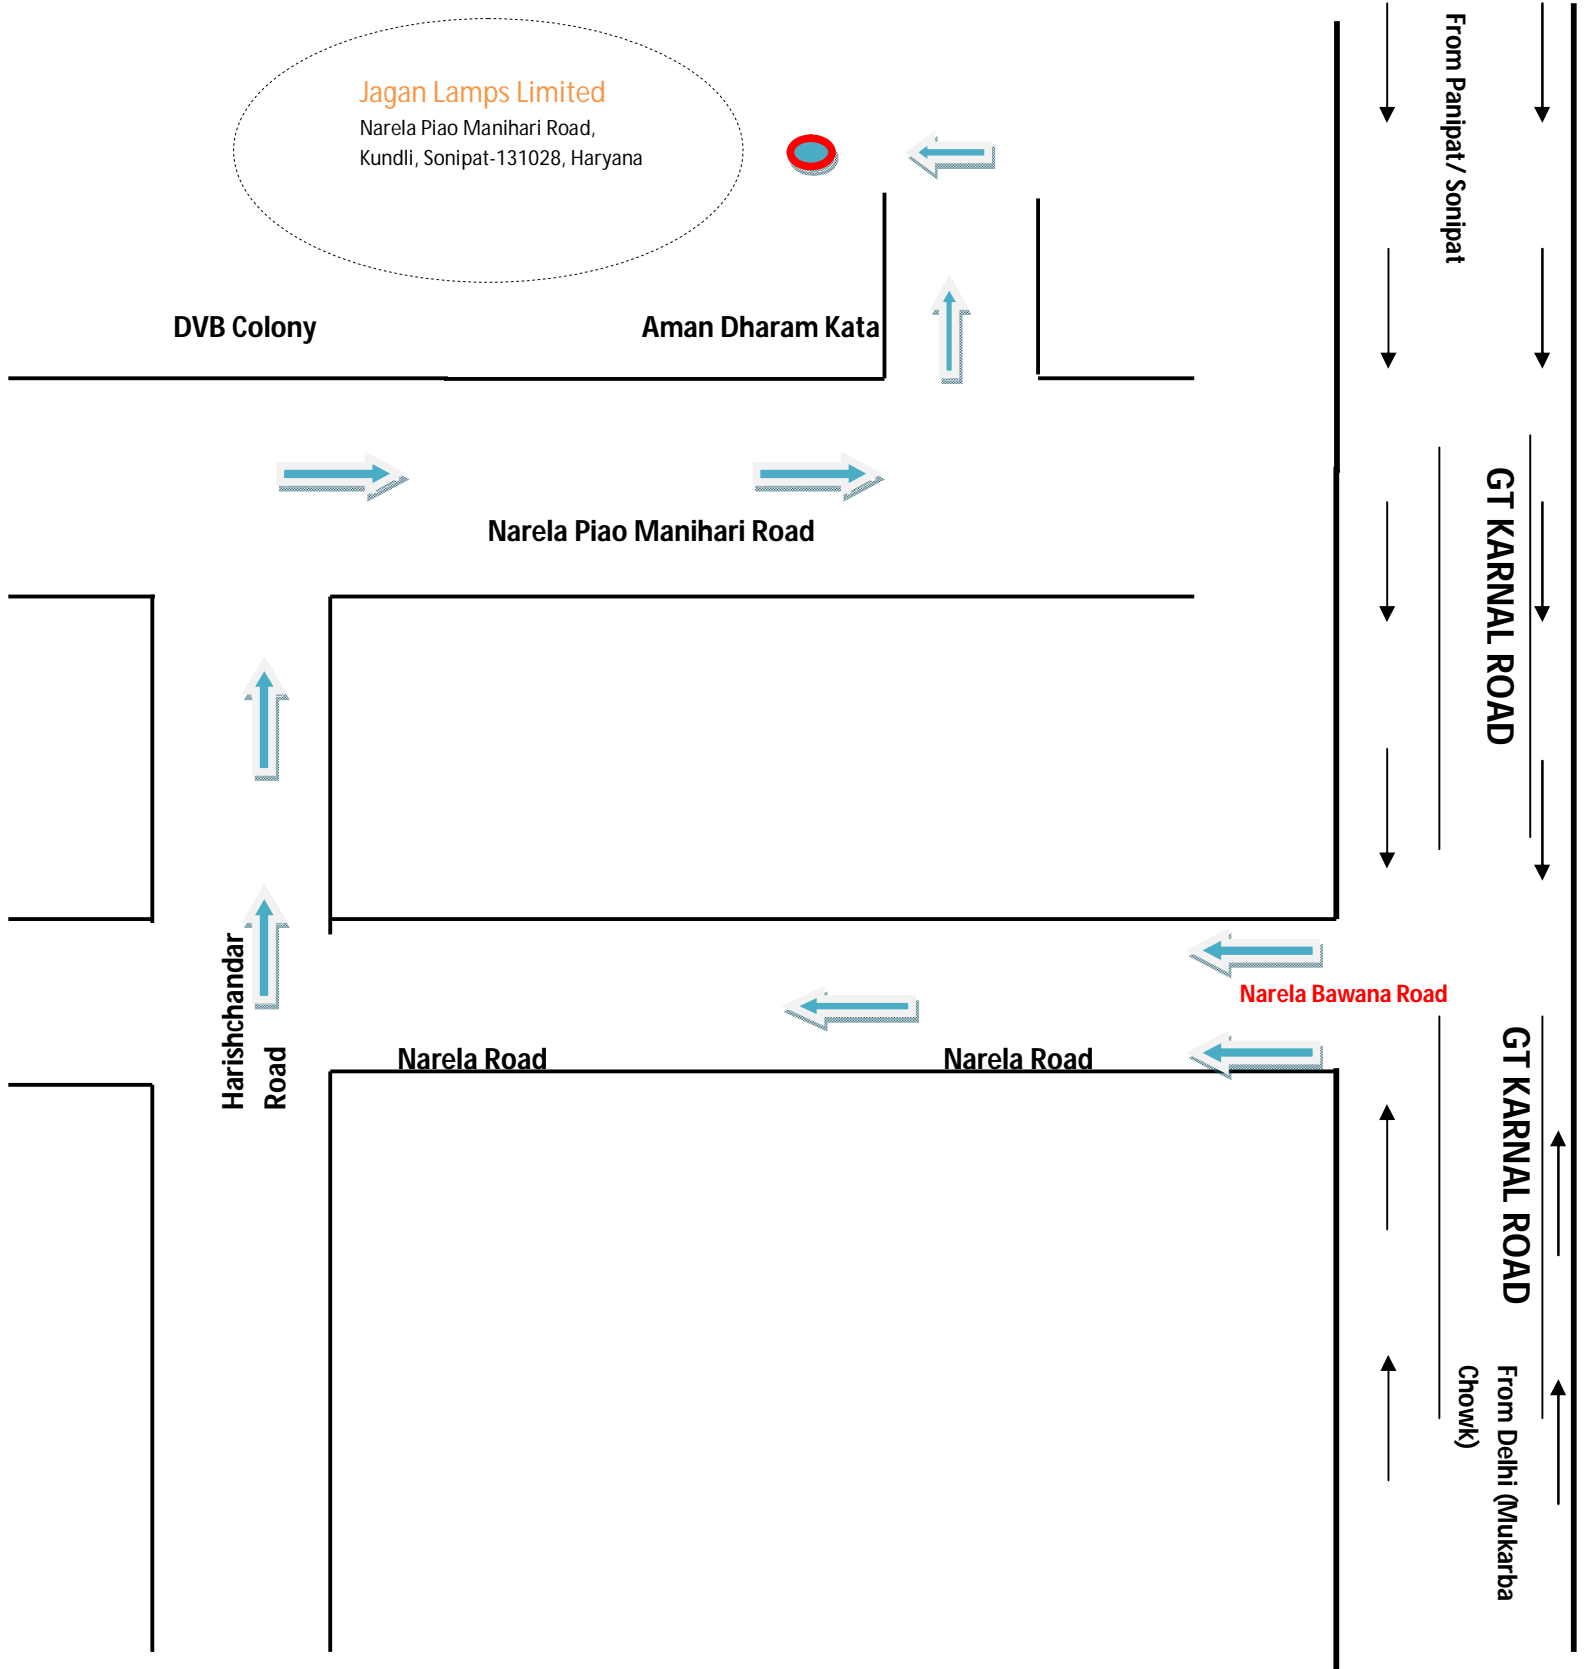 Jagan Lamps Limited
Narela Piao Manihari Road,
Kundli, Sonipat-131028, Haryana
From Panipat/ Sonipat
DVB Colony
Aman Dharam Kata
Narela Piao Manihari Road
GT KARNAL ROAD
Harishchandar
Road
Narela Bawana Road
Narela Road
Narela Road
GT KARNAL ROAD
From Delhi (Mukarba
Chowk)